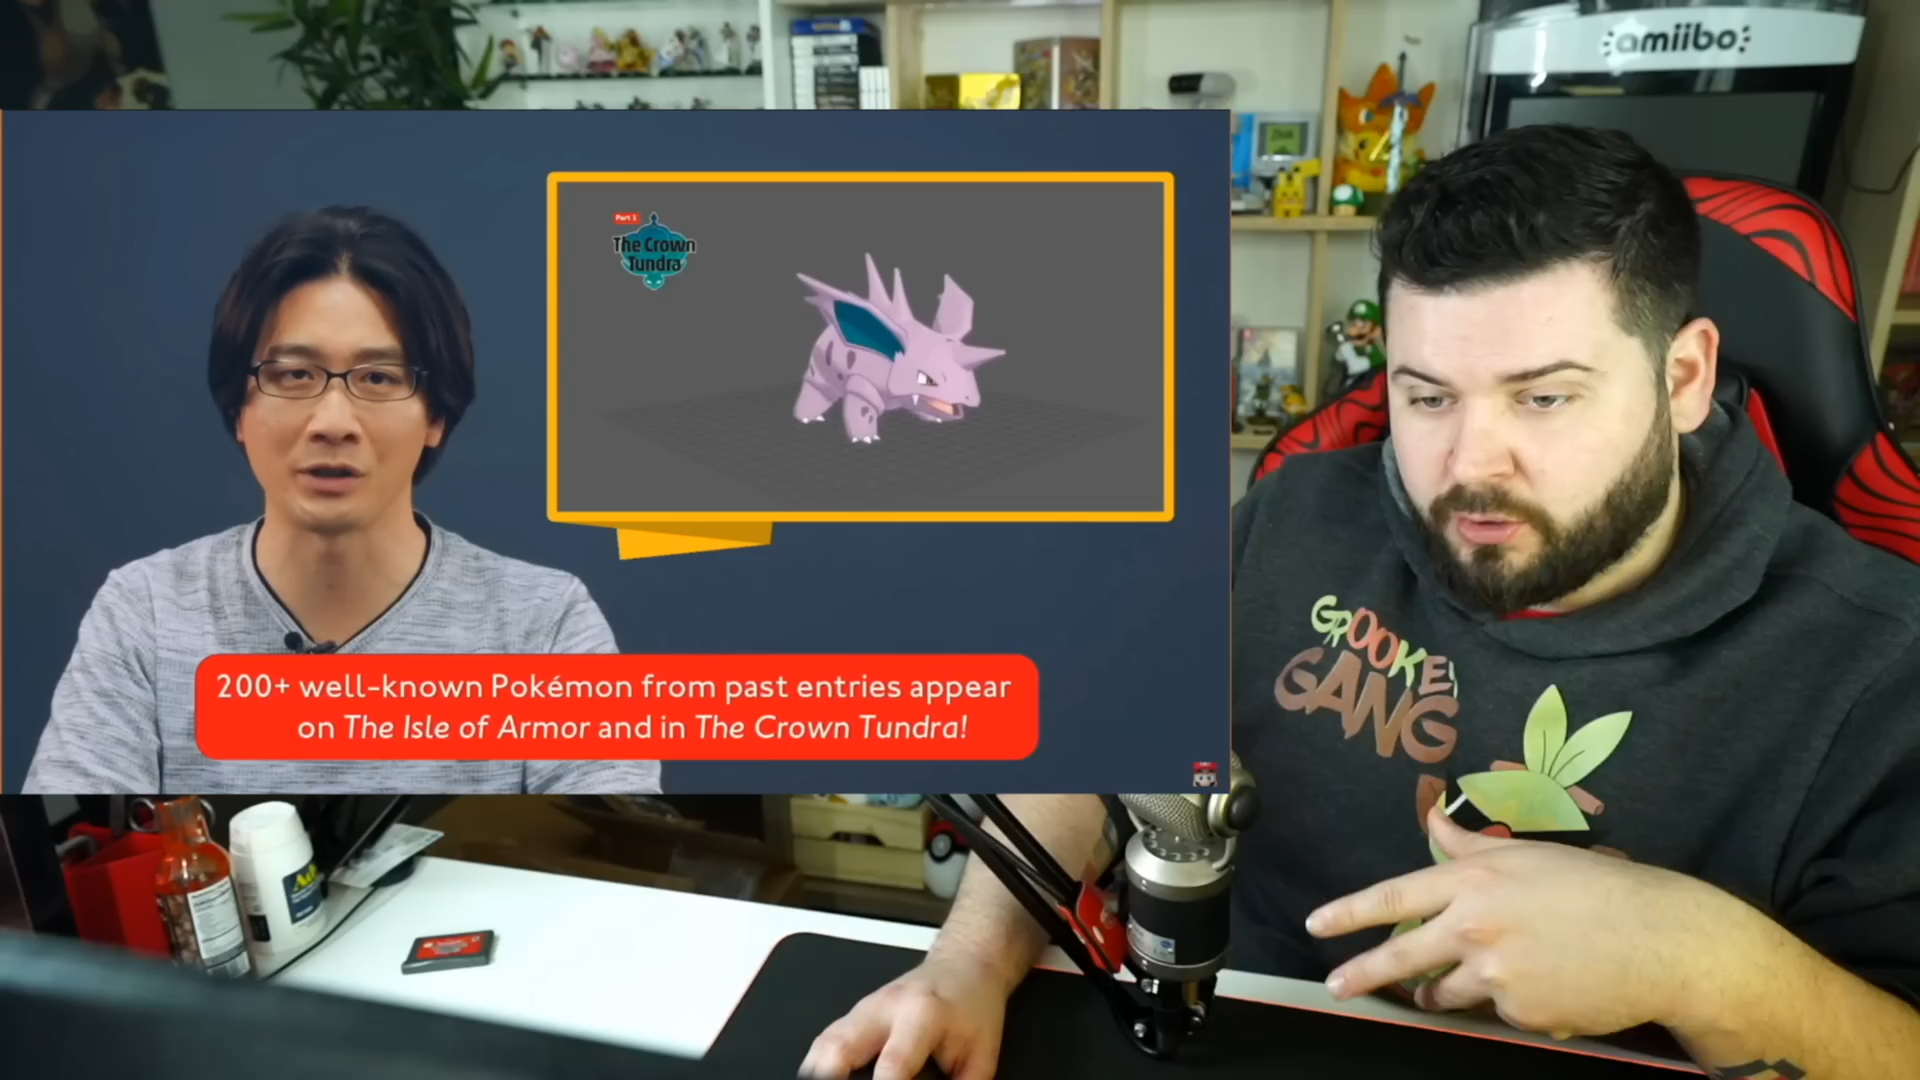 amiibo
Part 2
The Crown
Tundra
200+ well-known Pokémon from past entries appear
on The Isle of Armor and in The Crown Tundra!
GROOKEY
GANG